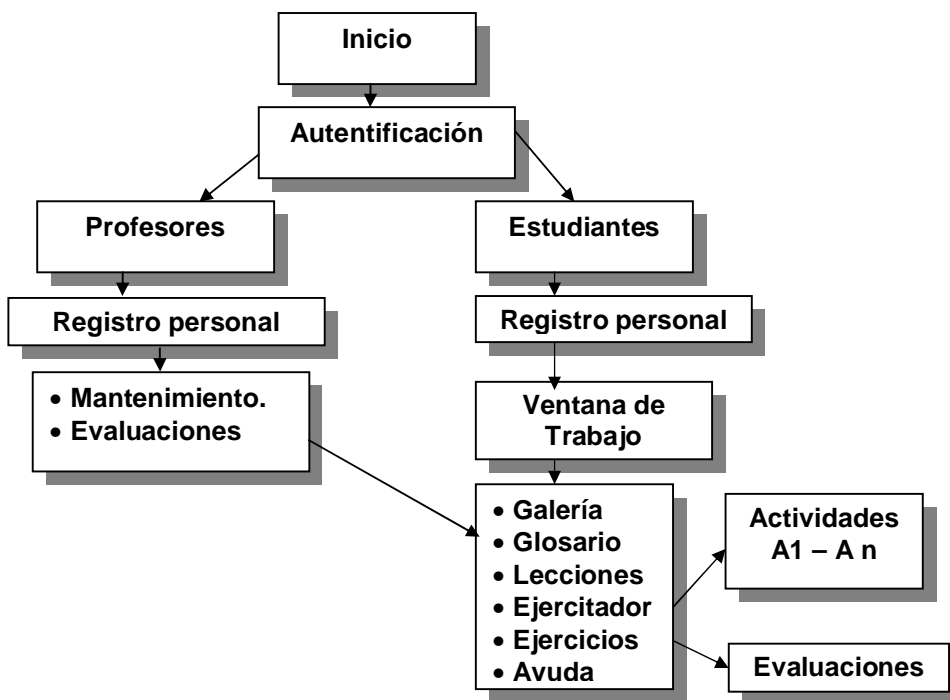 Inicio
Autentificación
Profesores
Estudiantes
Registro personal
Registro personal
• Mantenimiento.
• Evaluaciones
Ventana de
Trabajo
• Galería
• Glosario
• Lecciones
• Ejercitador
• Ejercicios
• Avuda
Actividades
A1 – A n
Evaluaciones